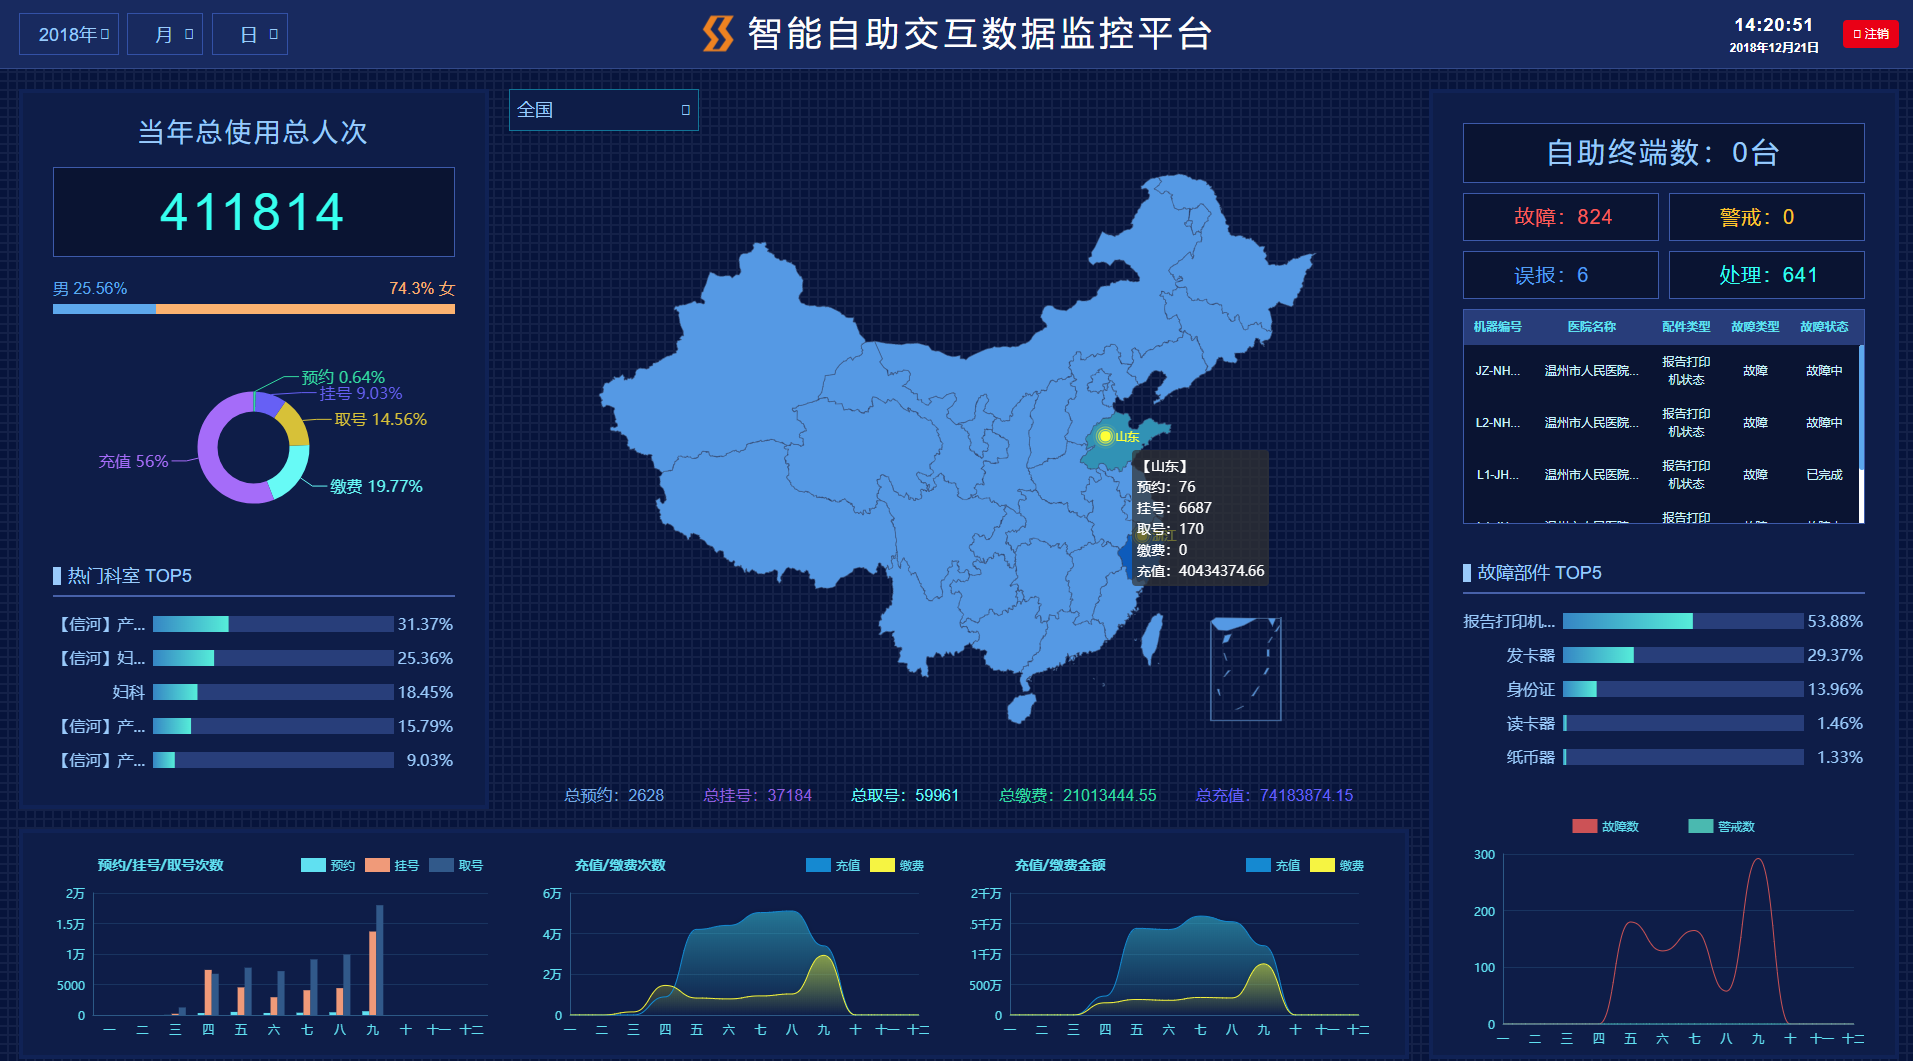 2018年
月
日
智能自助交互数据监控平台
14:20:51
2018年12月21日
注销
当年总使用总人次
411814
男 25.56%
74.3% 女
预约 0.64%
挂号 9.03%
取号 14.56%
充值 56%
缴费 19.77%
热门科室 TOP5
【信河】产... 31.37%
【信河】妇... 25.36%
妇科 18.45%
【信河】产... 15.79%
【信河】产... 9.03%
全国
山东
【山东】
预约：76
挂号：6687
取号：170
浙江
缴费：0
充值：40434374.66
总预约：2628
总挂号：37184
总取号：59961
总缴费：21013444.55
总充值：74183874.15
自助终端数：0台
故障：824
警戒：0
误报：6
处理：641
机器编号 医院名称 配件类型 故障类型 故障状态
JZ-NH... 温州市人民医院... 报告打印机状态 故障 故障中
L2-NH... 温州市人民医院... 报告打印机状态 故障 故障中
L1-JH... 温州市人民医院... 报告打印机状态 故障 已完成
报告打印
故障部件 TOP5
报告打印机... 53.88%
发卡器 29.37%
身份证 13.96%
读卡器 1.46%
纸币器 1.33%
预约/挂号/取号次数
预约 挂号 取号
2万
1.5万
1万
5000
0
一 二 三 四 五 六 七 八 九 十 十一 十二
充值/缴费次数
充值 缴费
6万
4万
2万
0
一 二 三 四 五 六 七 八 九 十 十一 十二
充值/缴费金额
充值 缴费
2千万
.5千万
1千万
500万
0
一 二 三 四 五 六 七 八 九 十 十一 十二
故障数 警戒数
300
200
100
0
一 二 三 四 五 六 七 八 九 十 十一 十二